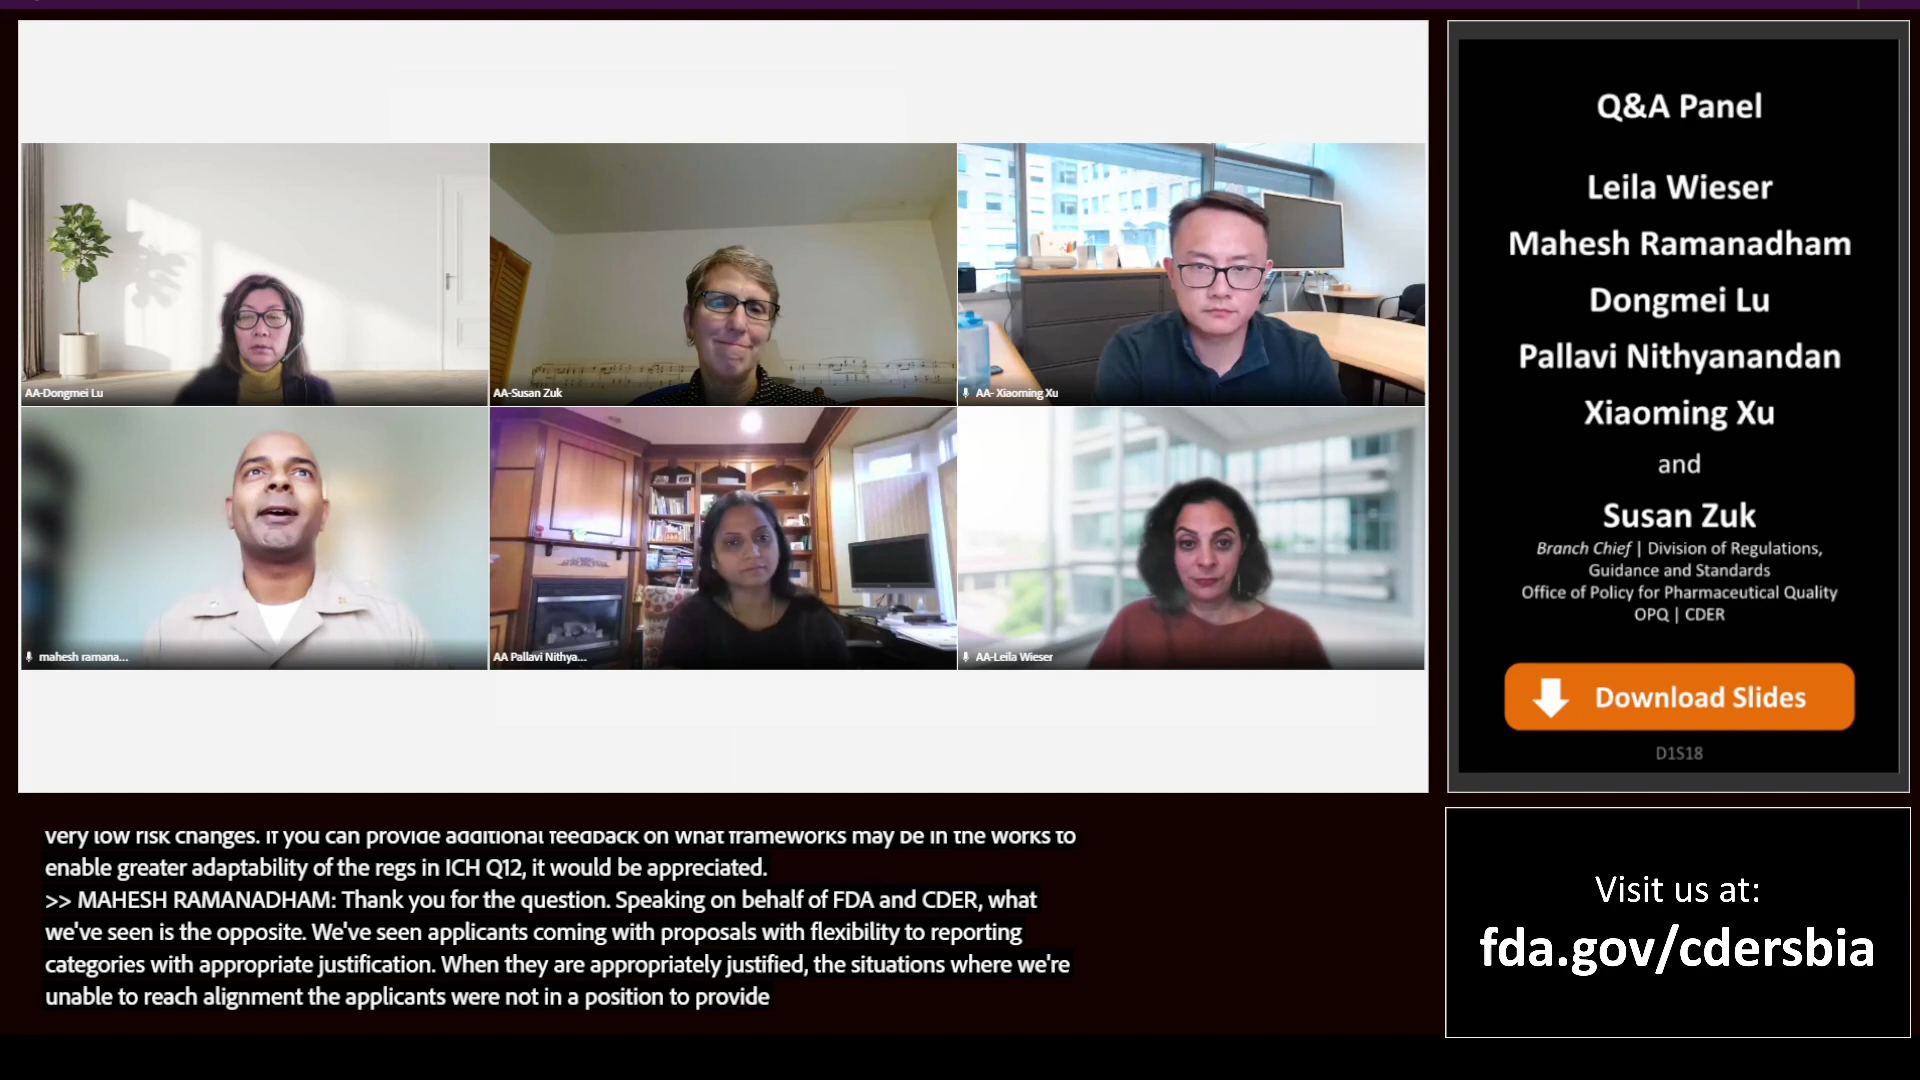 AA-Dongmei Lu
AA-Susan Zuk
AA- Xiaoming Xu
mahesh ramana...
AA Pallavi Nithya...
AA-Leila Wieser
Q&A Panel
Leila Wieser
Mahesh Ramanadham
Dongmei Lu
Pallavi Nithyanandan
Xiaoming Xu
and
Susan Zuk
Branch Chief | Division of Regulations,
Guidance and Standards
Office of Policy for Pharmaceutical Quality
OPQ | CDER
Download Slides
D1S18
very low risk changes. If you can provide additional feedback on what frameworks may be in the works to
enable greater adaptability of the regs in ICH Q12, it would be appreciated.
>> MAHESH RAMANADHAM: Thank you for the question. Speaking on behalf of FDA and CDER, what
we've seen is the opposite. We've seen applicants coming with proposals with flexibility to reporting
categories with appropriate justification. When they are appropriately justified, the situations where we're
unable to reach alignment the applicants were not in a position to provide
Visit us at:
fda.gov/cdersbia